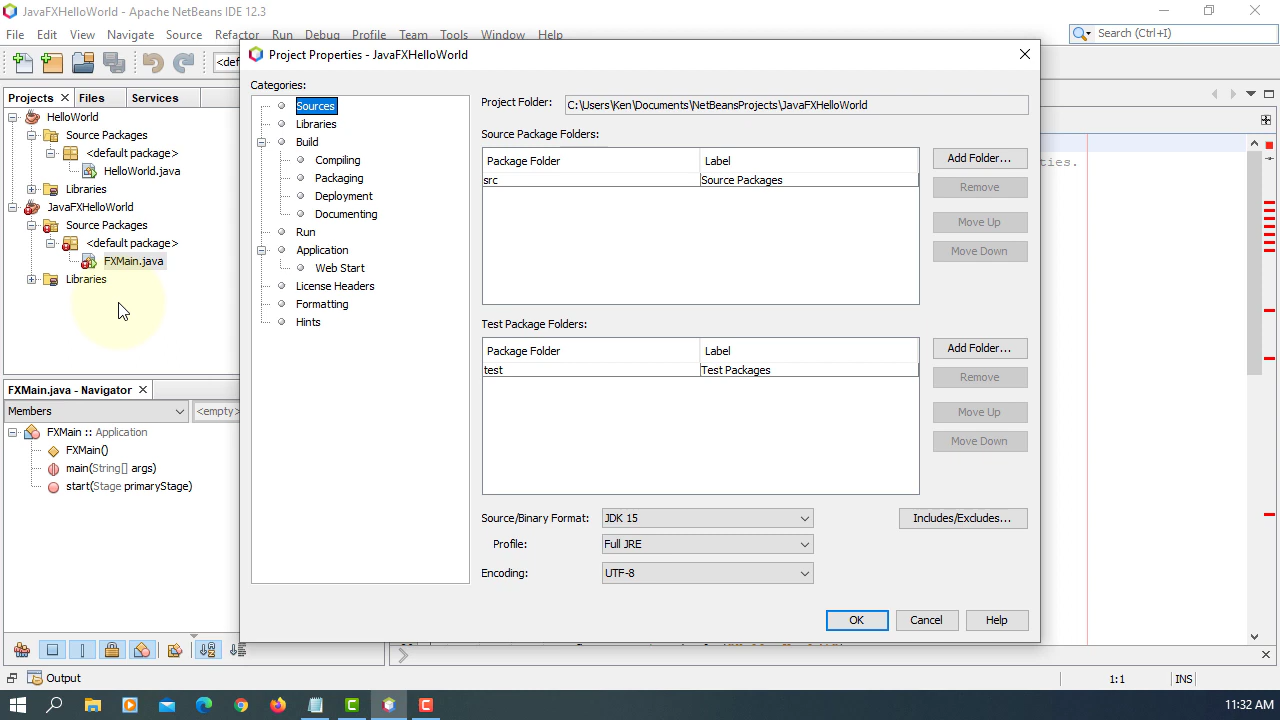 JavaFXHelloWorld - Apache NetBeans IDE 12.3
File Edit View Navigate Source Refactor Run Debug Profile Team Tools Window Help
Search (Ctrl+I)
<def
Projects Files Services
HelloWorld
Source Packages
<default package>
HelloWorld.java
Libraries
JavaFXHelloWorld
Source Packages
<default package>
FXMain.java
Libraries
FXMain.java - Navigator
Members
<empty>
FXMain :: Application
FXMain()
main(String[] args)
start(Stage primaryStage)
Project Properties - JavaFXHelloWorld
Categories:
Sources
Libraries
Build
Compiling
Packaging
Deployment
Documenting
Run
Application
Web Start
License Headers
Formatting
Hints
Project Folder: C:\Users\Ken\Documents\NetBeansProjects\JavaFXHelloWorld
Source Package Folders:
Package Folder Label
src Source Packages
Add Folder...
Remove
Move Up
Move Down
Test Package Folders:
Package Folder Label
test Test Packages
Add Folder...
Remove
Move Up
Move Down
Source/Binary Format: JDK 15
Includes/Excludes...
Profile: Full JRE
Encoding: UTF-8
OK Cancel Help
ties.
Output
1:1 INS
11:32 AM